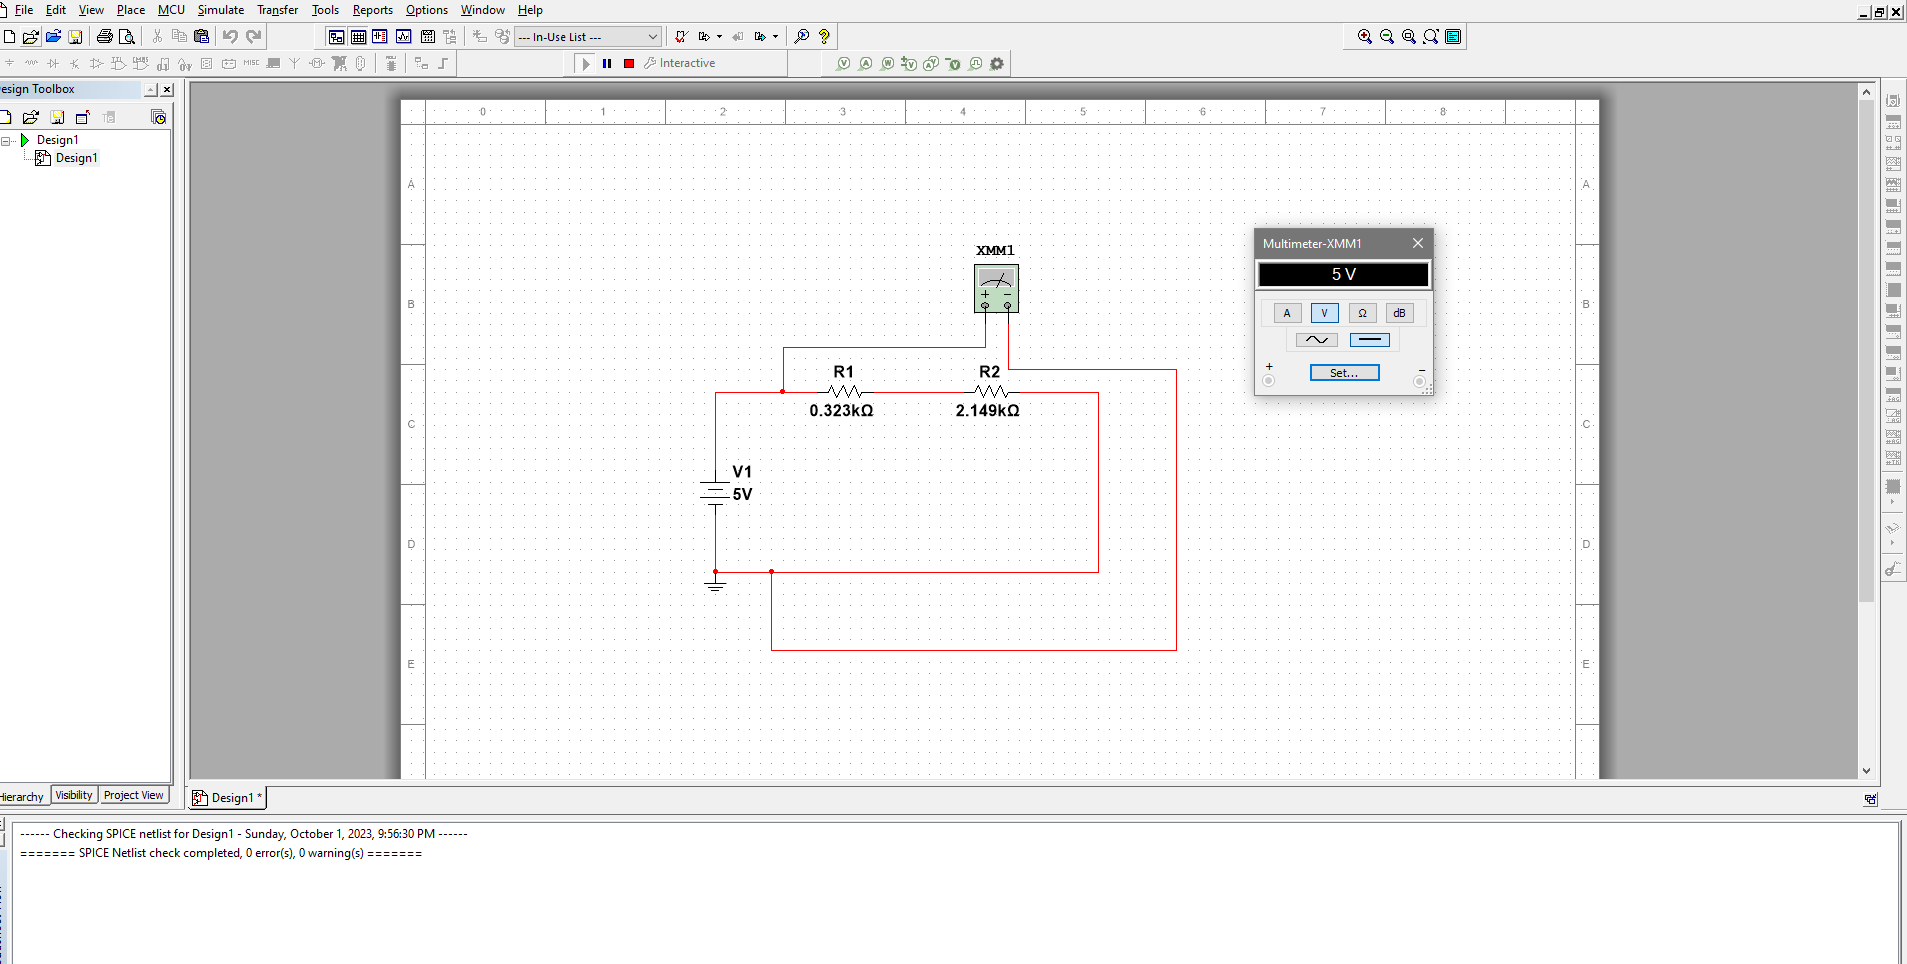 File Edit View Place MCU Simulate Transfer Tools Reports Options Window Help
--- In-Use List ---
MISC
Interactive
esign Toolbox
Design1
Design1
0 1 2 3 4 5 6 7 8
A A
XMM1
Multimeter-XMM1
5 V
B B
A V Ω dB
+ −
Set...
R1 R2
0.323kΩ 2.149kΩ
C C
V1
5V
D D
E E
Hierarchy Visibility Project View
Design1 *
------ Checking SPICE netlist for Design1 - Sunday, October 1, 2023, 9:56:30 PM ------
======= SPICE Netlist check completed, 0 error(s), 0 warning(s) =======